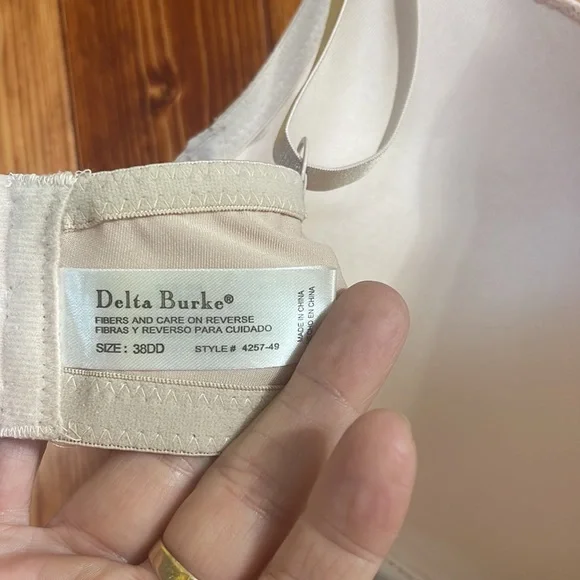 Delta Burke®
FIBERS AND CARE ON REVERSE
FIBRAS Y REVERSO PARA CUIDADO
SIZE: 38DD STYLE # 4257-49
MADE IN CHINA
EN CHINA